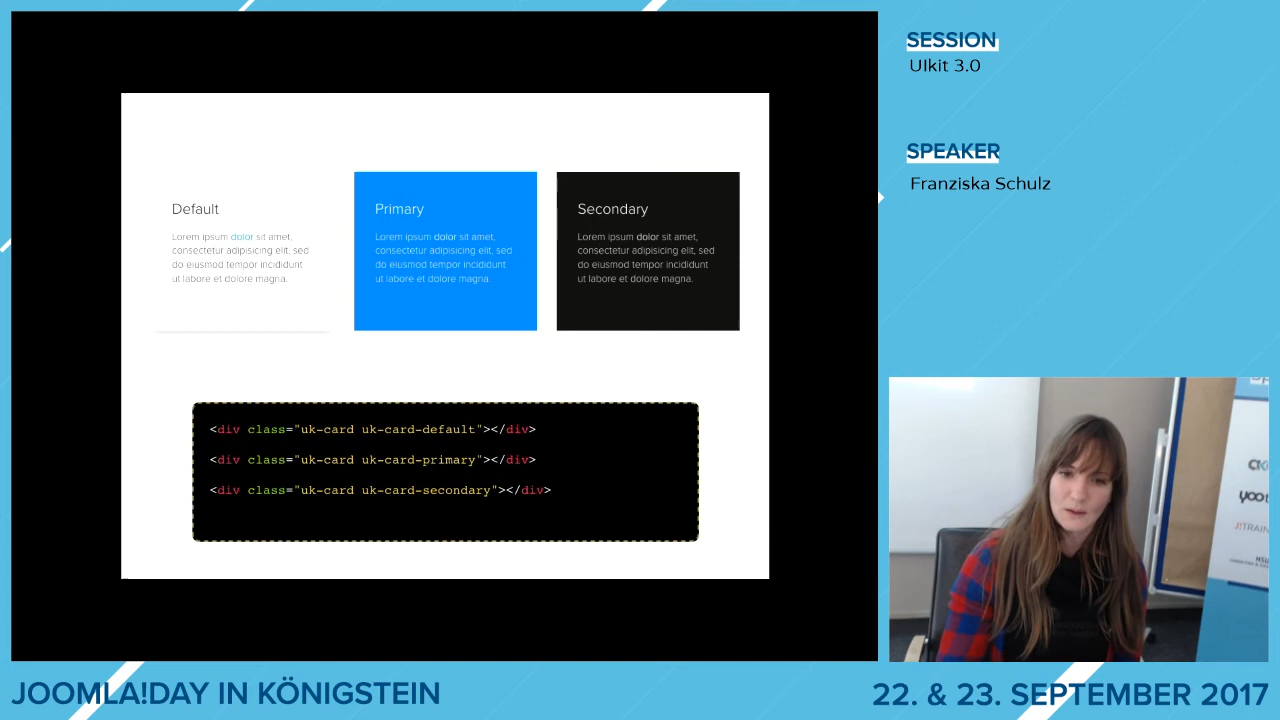 SESSION
UIkit 3.0
SPEAKER
Franziska Schulz
Default
Lorem ipsum dolor sit amet,
consectetur adipisicing elit, sed
do eiusmod tempor incididunt
ut labore et dolore magna.
Primary
Lorem ipsum dolor sit amet,
consectetur adipisicing elit, sed
do eiusmod tempor incididunt
ut labore et dolore magna.
Secondary
Lorem ipsum dolor sit amet,
consectetur adipisicing elit, sed
do eiusmod tempor incididunt
ut labore et dolore magna.
<div class="uk-card uk-card-default"></div>
<div class="uk-card uk-card-primary"></div>
<div class="uk-card uk-card-secondary"></div>
yoot
J!TRAIN
JOOMLA!DAY IN KÖNIGSTEIN
22. & 23. SEPTEMBER 2017